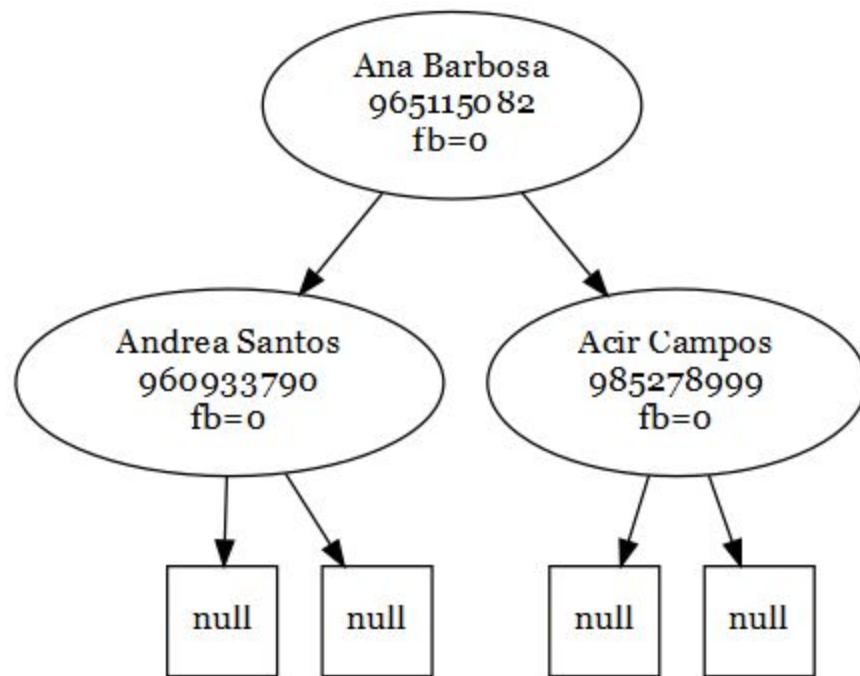 Ana Barbosa
965115082
fb=0
Andrea Santos
960933790
fb=0
Acir Campos
985278999
fb=0
null
null
null
null